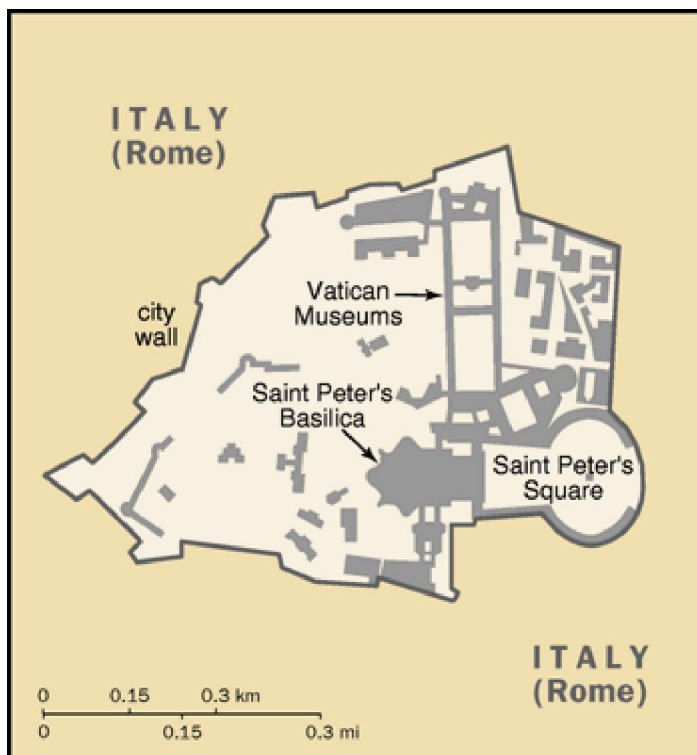 ITALY
(Rome)
Vatican
Museums
city
wall
Saint Peter's
Basilica
Saint Peter's
Square
ITALY
(Rome)
0 0.15 0.3 km
0 0.15 0.3 mi